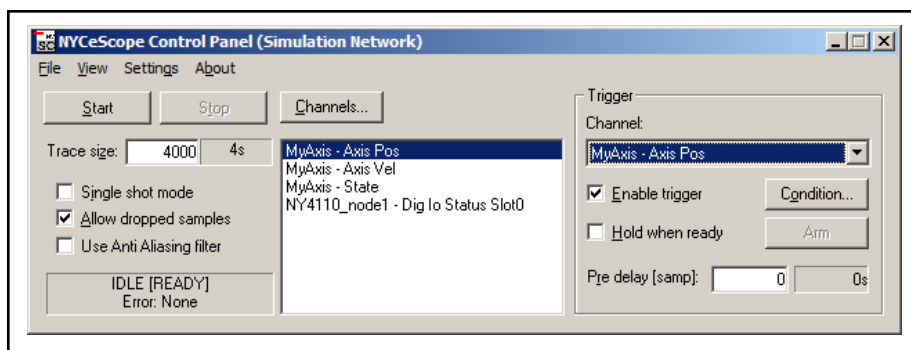 NYCeScope Control Panel (Simulation Network)
File View Settings About
Start Stop Channels...
Trace size: 4000 4s
Single shot mode
Allow dropped samples
Use Anti Aliasing filter
IDLE [READY]
Error: None
MyAxis - Axis Pos
MyAxis - Axis Vel
MyAxis - State
NY4110_node1 - Dig Io Status Slot0
Trigger
Channel:
MyAxis - Axis Pos
Enable trigger Condition...
Hold when ready Arm
Pre delay [samp]: 0 0s